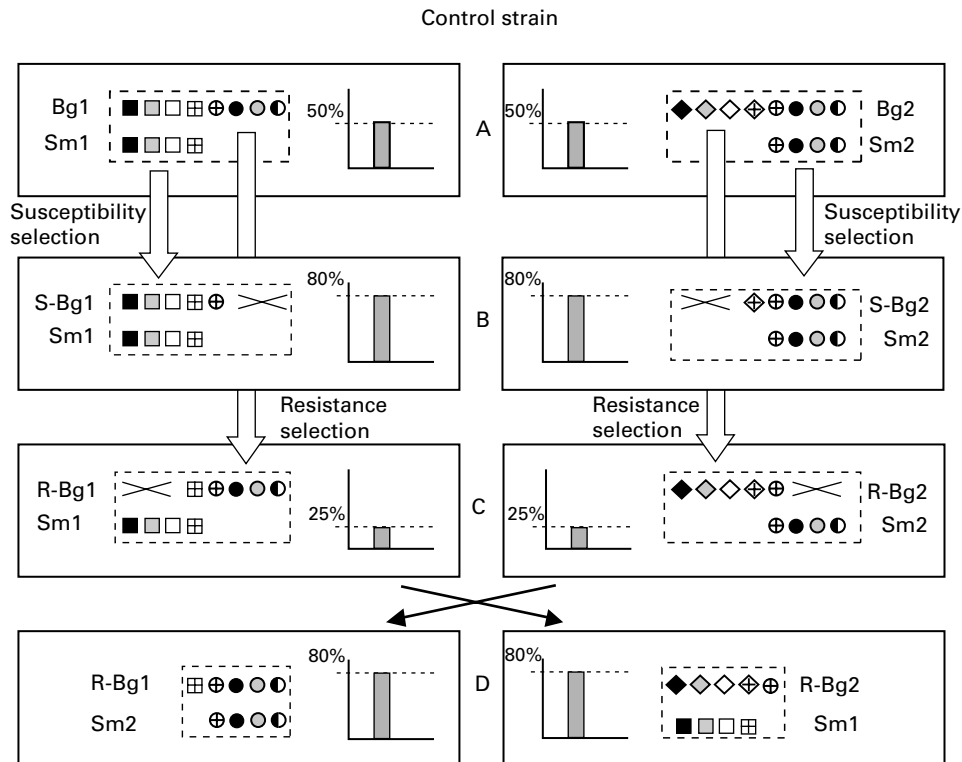 Control strain
Bg1
Sm1
50%
A
50%
Bg2
Sm2
Susceptibility
selection
Susceptibility
selection
S-Bg1
Sm1
80%
B
80%
S-Bg2
Sm2
Resistance
selection
Resistance
selection
R-Bg1
Sm1
25%
C
25%
R-Bg2
Sm2
R-Bg1
Sm2
80%
D
80%
R-Bg2
Sm1